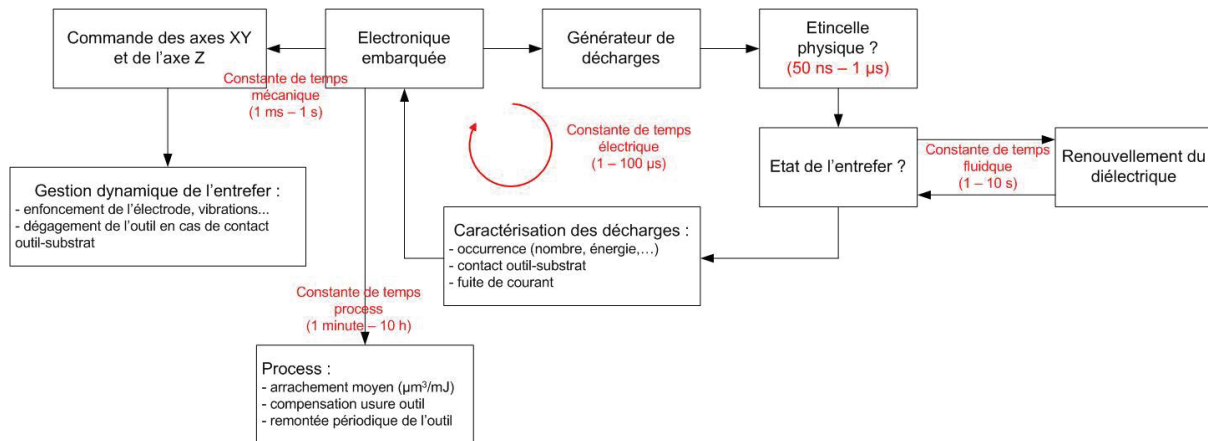 Commande des axes XY
et de l'axe Z
Electronique
embarquée
Générateur de
décharges
Etincelle
physique ?
(50 ns – 1 µs)
Constante de temps
mécanique
(1 ms – 1 s)
Constante de temps
électrique
(1 – 100 µs)
Etat de l'entrefer ?
Constante de temps
fluidque
(1 – 10 s)
Renouvellement du
diélectrique
Gestion dynamique de l'entrefer :
- enfoncement de l'électrode, vibrations...
- dégagement de l'outil en cas de contact
outil-substrat
Caractérisation des décharges :
- occurrence (nombre, énergie,…)
- contact outil-substrat
- fuite de courant
Constante de temps
process
(1 minute – 10 h)
Process :
- arrachement moyen (µm³/mJ)
- compensation usure outil
- remontée périodique de l'outil